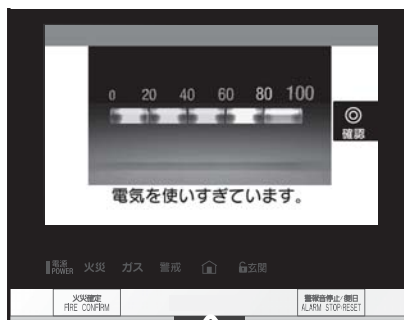 0 20 40 60 80 100
◎
確認
電気を使いすぎています。
電源
POWER 火災 ガス 警戒 玄関
火災確定
FIRE CONFIRM
警報音停止/復旧
ALARM STOP・RESET